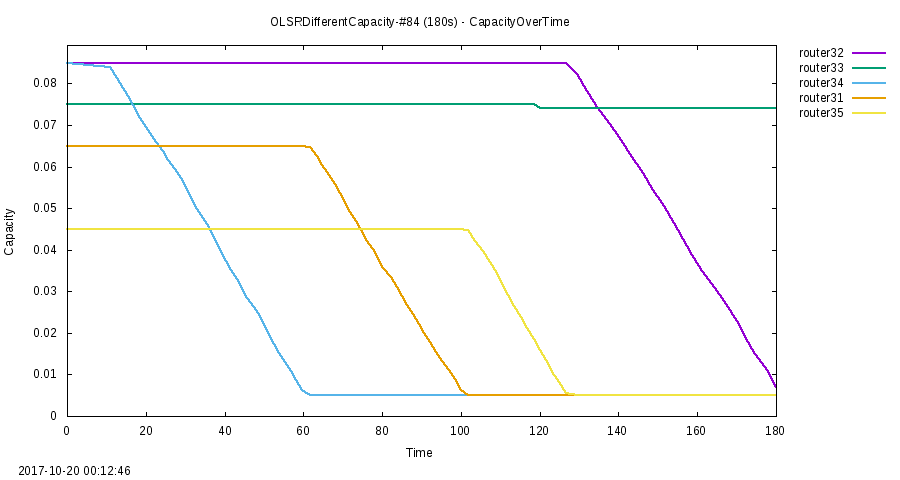 OLSRDifferentCapacity-#84 (180s) - CapacityOverTime
router32
router33
router34
router31
router35
Capacity
0.08
0.07
0.06
0.05
0.04
0.03
0.02
0.01
0
0 20 40 60 80 100 120 140 160 180
Time
2017-10-20 00:12:46